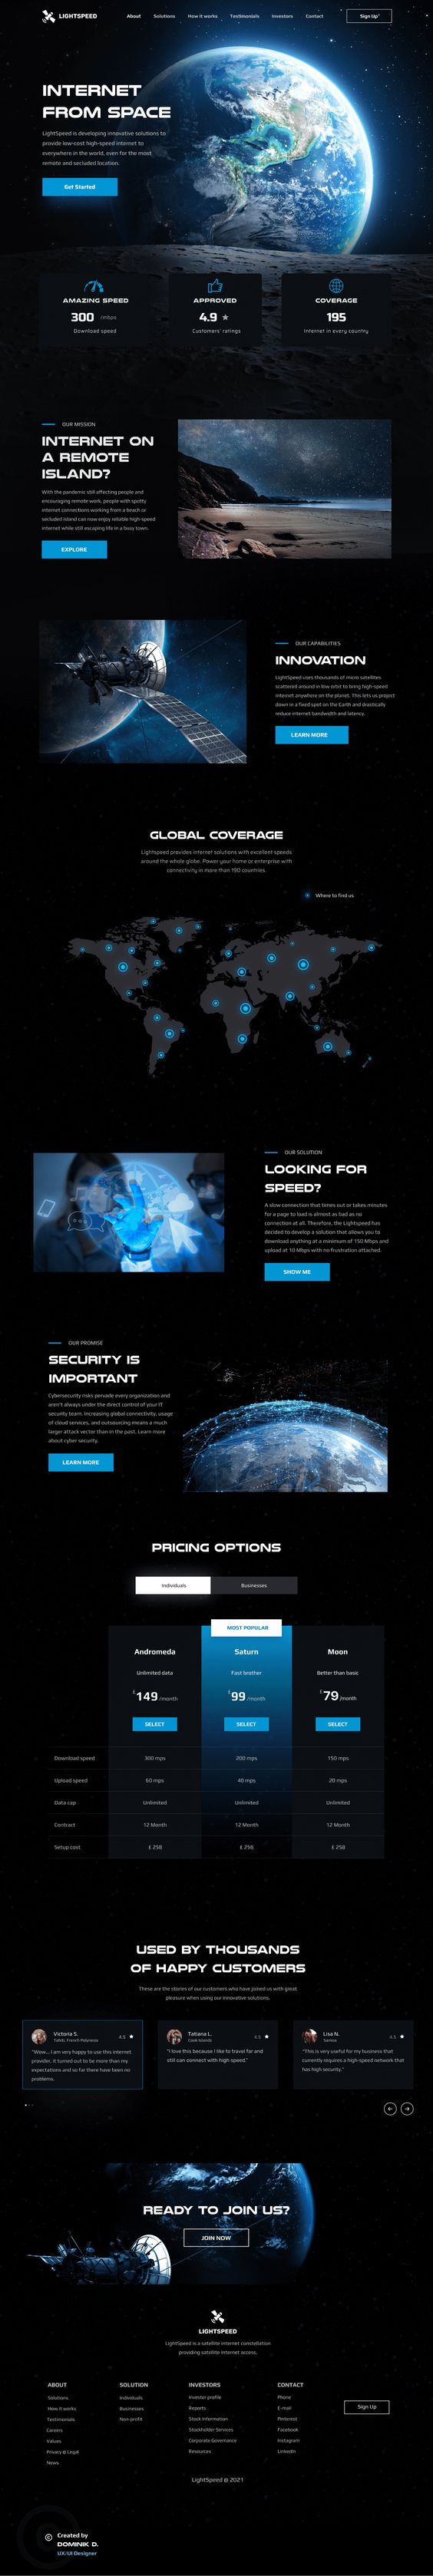 LIGHTSPEED
About Solutions How it works Testimonials Investors Contact Sign Up
INTERNET
FROM SPACE
LightSpeed is developing innovative solutions to
provide low-cost high-speed internet to
everywhere in the world, even for the most
remote and secluded location.
Get Started
AMAZING SPEED
300 /mbps
Download speed
APPROVED
4.9 ★
Customers' ratings
COVERAGE
195
Internet in every country
OUR MISSION
INTERNET ON
A REMOTE
ISLAND?
With the pandemic still affecting people and
encouraging remote work, people with spotty
internet connections working from a beach or
secluded island can now enjoy reliable high-speed
internet while still escaping life in a busy town.
EXPLORE
OUR CAPABILITIES
INNOVATION
LightSpeed uses thousands of micro satellites
scattered around in low orbit to bring high-speed
internet anywhere on the planet. This lets us project
down in a fixed spot on the Earth and drastically
reduce internet bandwidth and latency.
LEARN MORE
GLOBAL COVERAGE
Lightspeed provides internet solutions with excellent speeds
around the whole globe. Power your home or enterprise with
connectivity in more than 190 countries.
Where to find us
OUR SOLUTION
LOOKING FOR
SPEED?
A slow connection that times out or takes minutes
for a page to load is almost as bad as no
connection at all. Therefore, the Lightspeed has
decided to develop a solution that allows you to
download anything at a minimum of 150 Mbps and
upload at 10 Mbps with no frustration attached.
SHOW ME
OUR PROMISE
SECURITY IS
IMPORTANT
Cybersecurity risks pervade every organization and
aren't always under the direct control of your IT
security team. Increasing global connectivity, usage
of cloud services, and outsourcing means a much
larger attack vector than in the past. Learn more
about cyber security.
LEARN MORE
PRICING OPTIONS
Individuals Businesses
MOST POPULAR
Andromeda Saturn Moon
Unlimited data Fast brother Better than basic
£149 /month £99 /month £79 /month
SELECT SELECT SELECT
Download speed 300 mps 200 mps 150 mps
Upload speed 60 mps 40 mps 20 mps
Data cap Unlimited Unlimited Unlimited
Contract 12 Month 12 Month 12 Month
Setup cost £ 258 £ 258 £ 258
USED BY THOUSANDS
OF HAPPY CUSTOMERS
These are the stories of our customers who have joined us with great
pleasure when using our innovative solutions.
Victoria S. 4.5 ★
Tahiti, French Polynesia
"Wow... I am very happy to use this internet
provider, it turned out to be more than my
expectations and so far there have been no
problems.
Tatiana L. 4.5 ★
Cook Islands
"I love this because I like to travel far and
still can connect with high speed."
Lisa N. 4.5 ★
Samoa
"This is very useful for my business that
currently requires a high-speed network that
has high security."
READY TO JOIN US?
JOIN NOW
LIGHTSPEED
LightSpeed is a satellite internet constellation
providing satellite Internet access.
ABOUT
Solutions
How it works
Testimonials
Careers
Values
Privacy & Legal
News
SOLUTION
Individuals
Businesses
Non-profit
INVESTORS
Investor profile
Reports
Stock Information
Stockholder Services
Corporate Governance
Resources
CONTACT
Phone
E-mail
Pinterest
Facebook
Instagram
LinkedIn
Sign Up
LightSpeed © 2021
© Created by
DOMINIK D.
UX/UI Designer